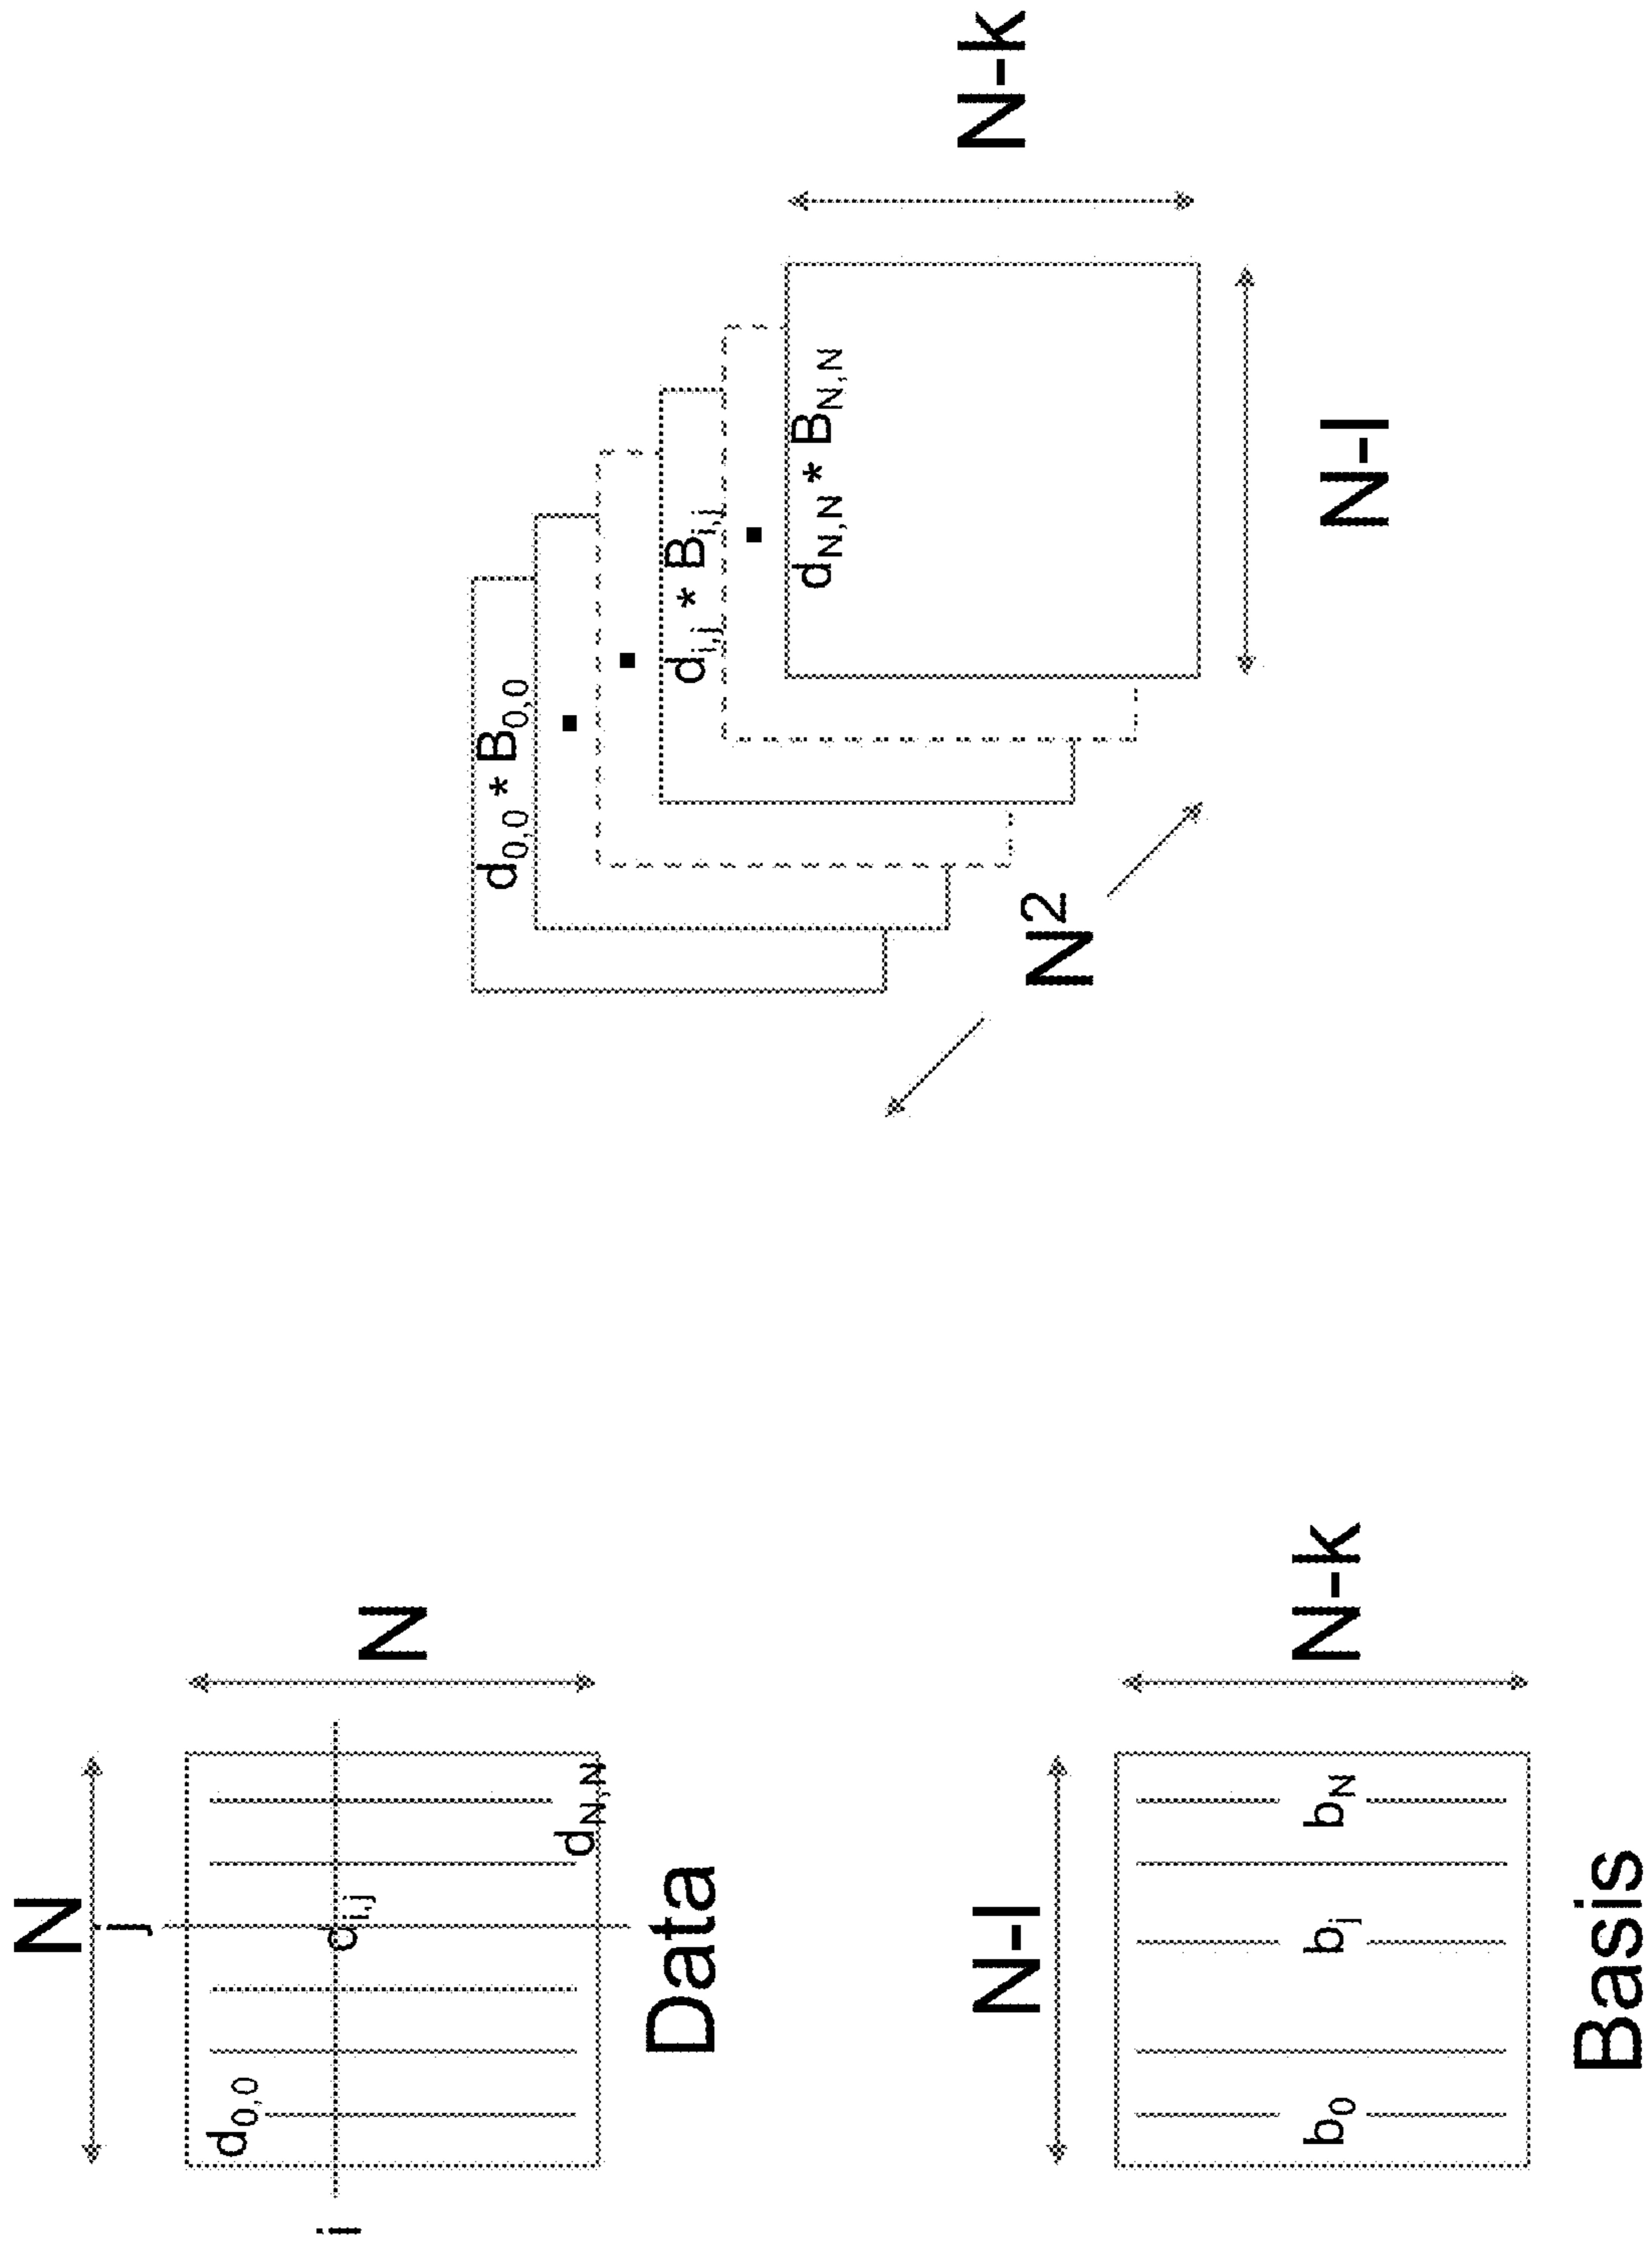 N
j
d0,0
i
di,j
N
dN,N
Data
N-l
b0 bj bN
N-k
Basis
d0,0 * B0,0
di,j * Bi,j
dN,N * BN,N
N-k
N2
N-l